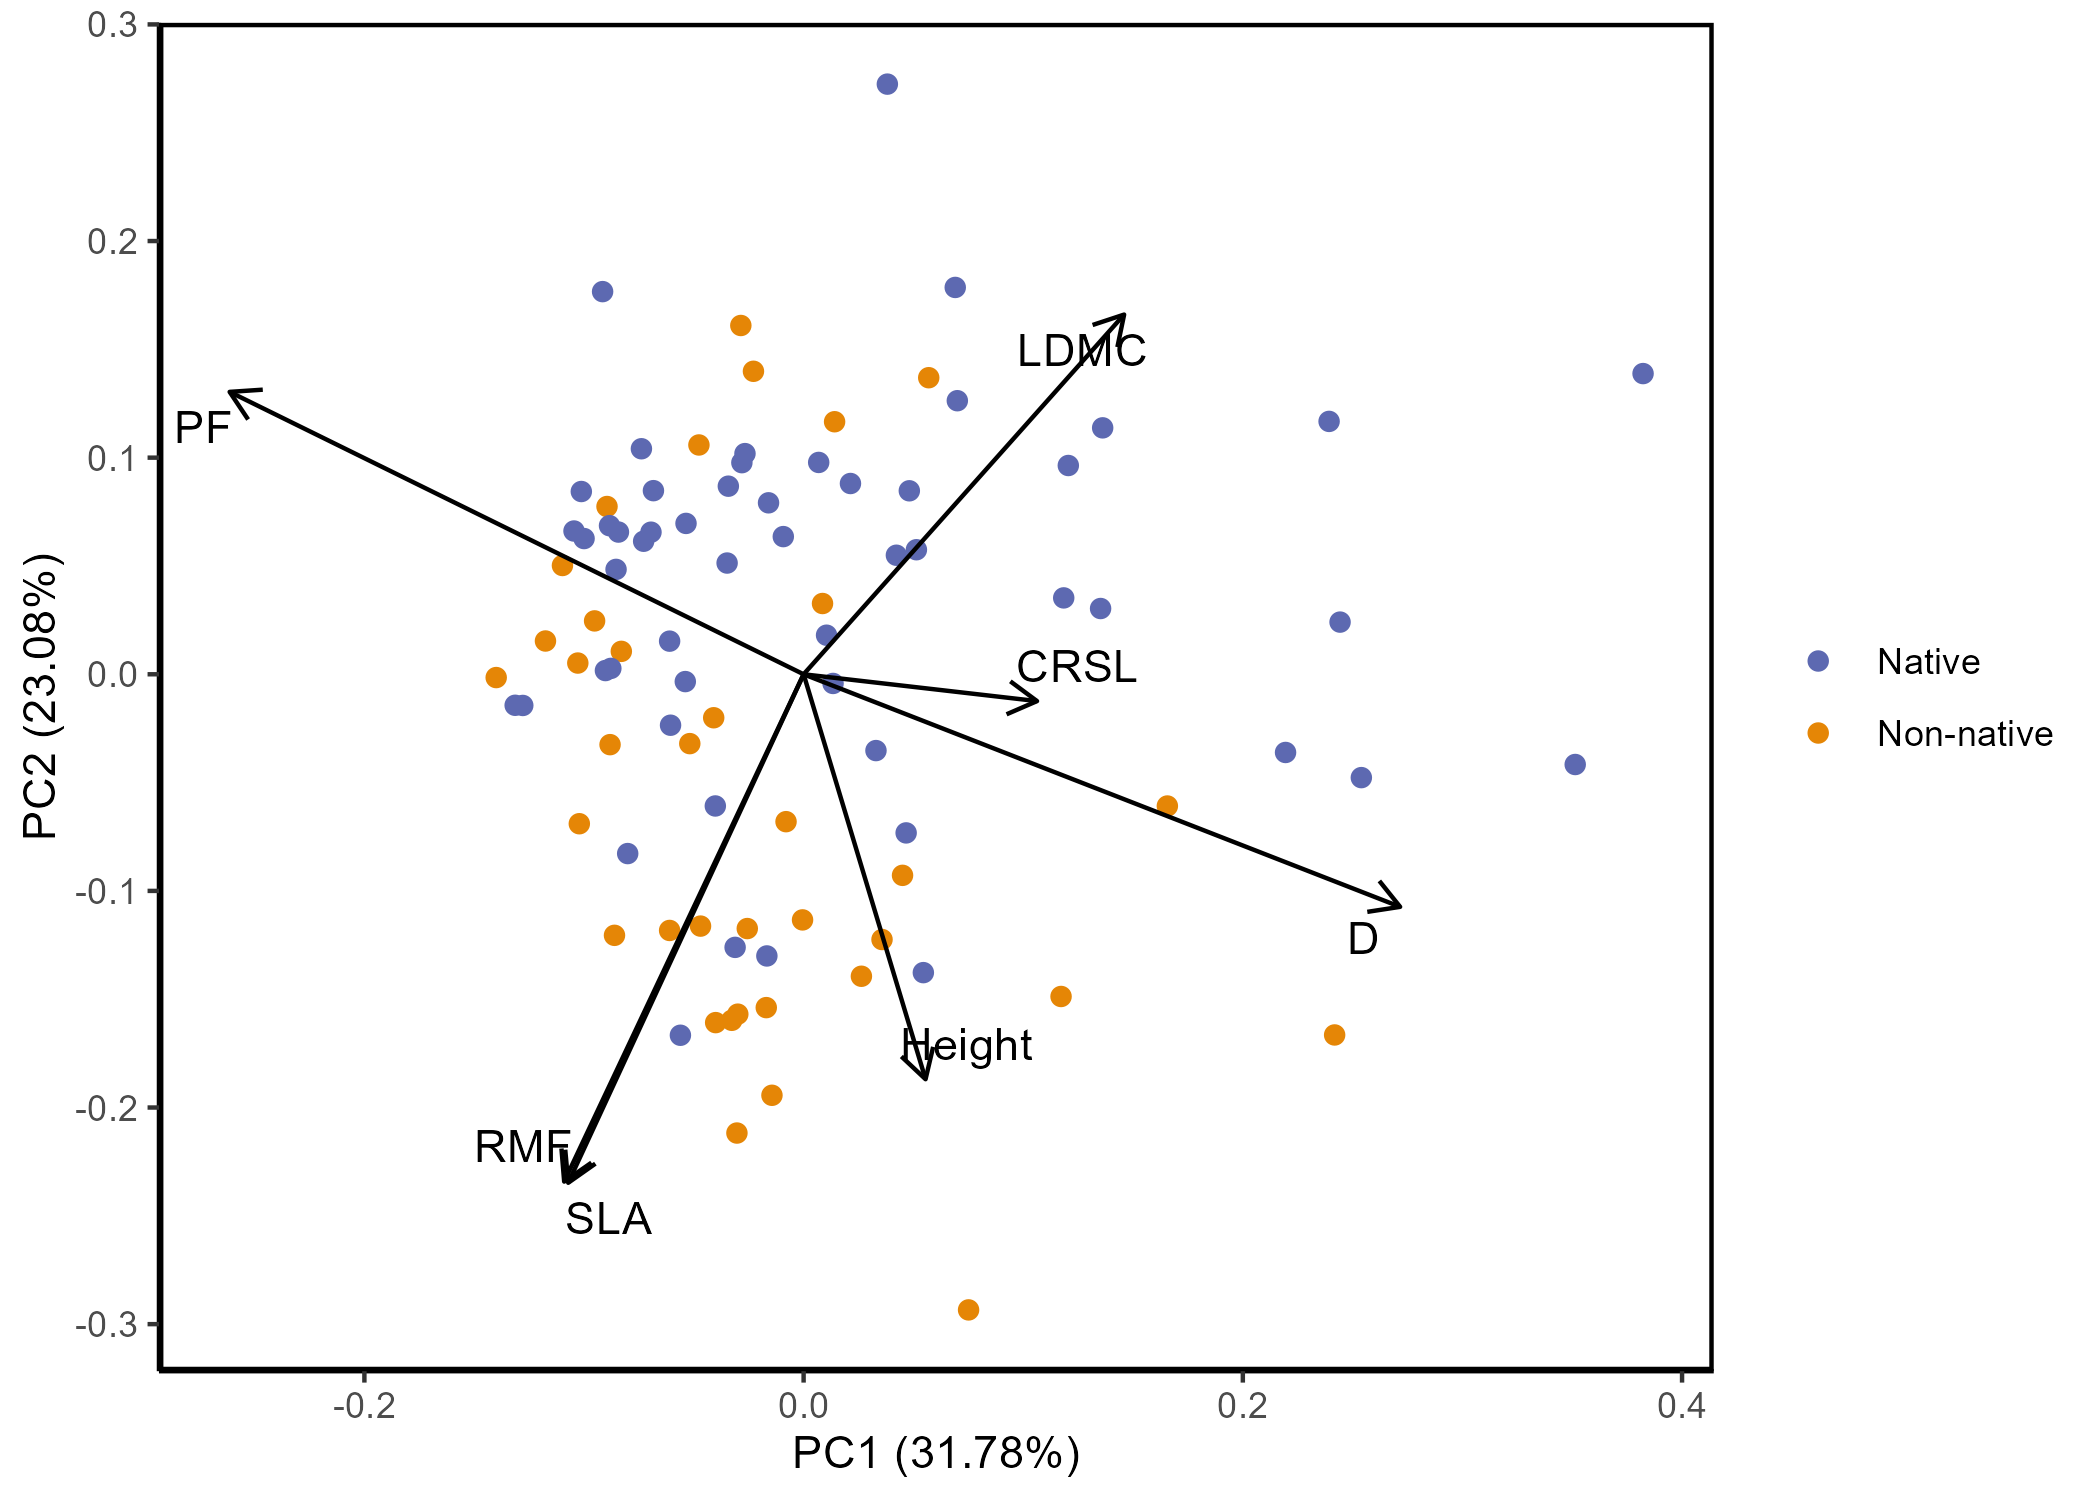 0.3
0.2
LDMC
PF
0.1
CRSL
Native
0.0
Non-native
PC2 (23.08%)
-0.1
D
Height
-0.2
RMF
SLA
-0.3
-0.2
0.0
0.2
0.4
PC1 (31.78%)